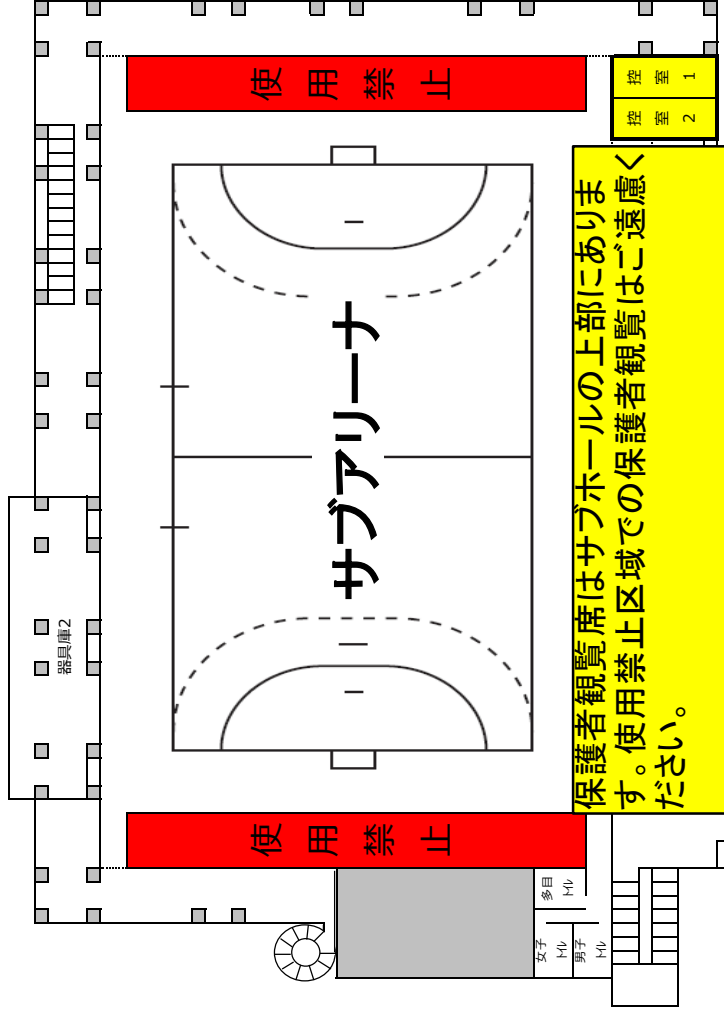 使用禁止
控室1
控室2
サブアリーナ
保護者観覧席はサブホールの上部にありま
す。使用禁止区域での保護者観覧はご遠慮く
ださい。
器具庫2
使用禁止
多目
トイレ
女子
トイレ
男子
トイレ